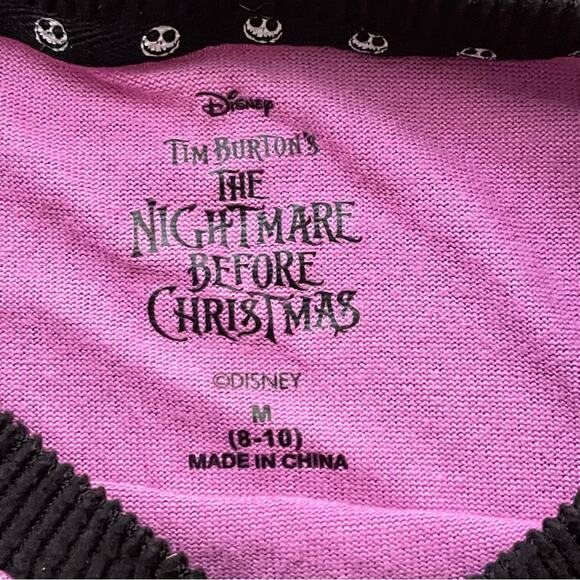 Disney
TIM BURTON'S
THE
NIGHTMARE
BEFORE
CHRISTMAS
©DISNEY
M
(8-10)
MADE IN CHINA